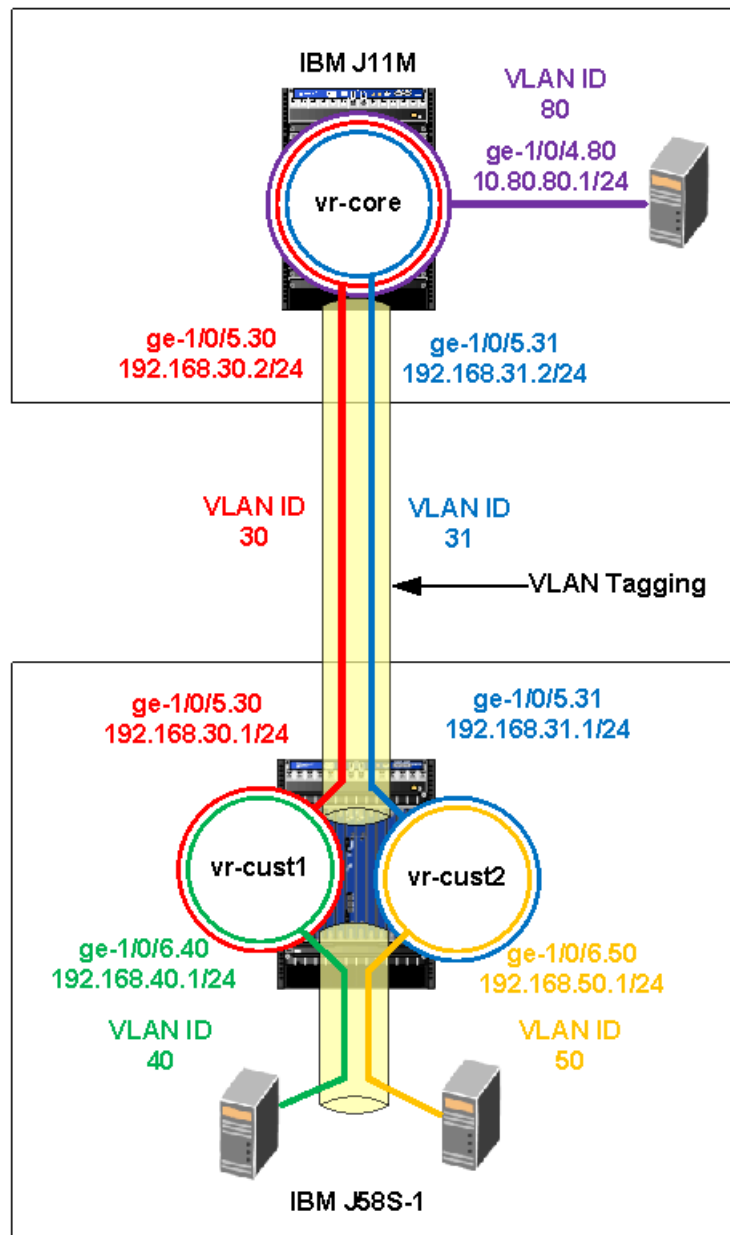 IBM J11M
VLAN ID
80
ge-1/0/4.80
10.80.80.1/24
vr-core
ge-1/0/5.30
192.168.30.2/24
ge-1/0/5.31
192.168.31.2/24
VLAN ID
30
VLAN ID
31
VLAN Tagging
ge-1/0/5.30
192.168.30.1/24
ge-1/0/5.31
192.168.31.1/24
vr-cust1
vr-cust2
ge-1/0/6.40
192.168.40.1/24
ge-1/0/6.50
192.168.50.1/24
VLAN ID
40
VLAN ID
50
IBM J58S-1